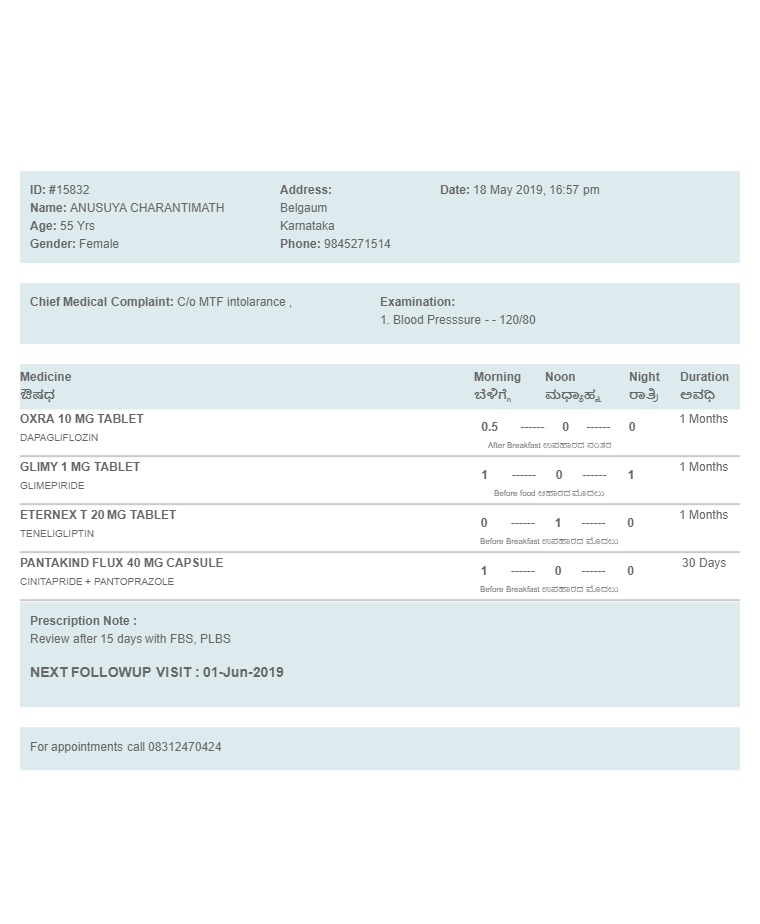 ID: #15832
Name: ANUSUYA CHARANTIMATH
Age: 55 Yrs
Gender: Female
Address:
Belgaum
Karnataka
Phone: 9845271514
Date: 18 May 2019, 16:57 pm
Chief Medical Complaint: C/o MTF intolarance ,
Examination:
1. Blood Presssure - - 120/80
Medicine Morning Noon Night Duration
ಔಷಧ ಬೆಳಿಗ್ಗೆ ಮಧ್ಯಾಹ್ನ ರಾತ್ರಿ ಅವಧಿ
OXRA 10 MG TABLET 0.5 ------ 0 ------ 0 1 Months
DAPAGLIFLOZIN After Breakfast ಉಪಹಾರದ ನಂತರ
GLIMY 1 MG TABLET 1 ------ 0 ------ 1 1 Months
GLIMEPIRIDE Before food ಆಹಾರದ ಮೊದಲು
ETERNEX T 20 MG TABLET 0 ------ 1 ------ 0 1 Months
TENELIGLIPTIN Before Breakfast ಉಪಹಾರದ ಮೊದಲು
PANTAKIND FLUX 40 MG CAPSULE 1 ------ 0 ------ 0 30 Days
CINITAPRIDE + PANTOPRAZOLE Before Breakfast ಉಪಹಾರದ ಮೊದಲು
Prescription Note :
Review after 15 days with FBS, PLBS
NEXT FOLLOWUP VISIT : 01-Jun-2019
For appointments call 08312470424